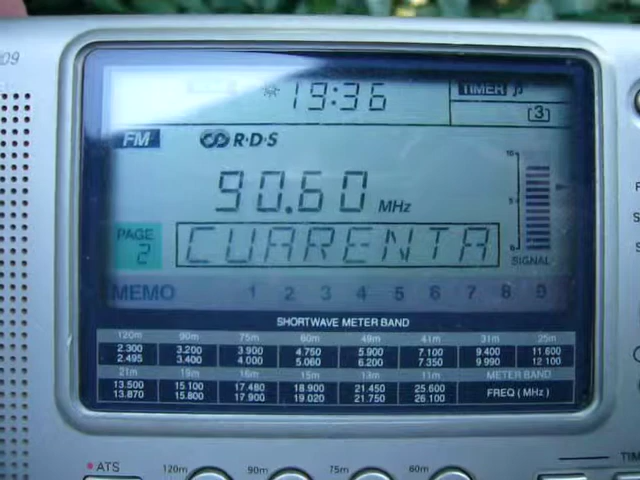 09
19:36
TIMER
3
FM
R·D·S
90.60 MHz
10
5
0
SIGNAL
PAGE
2
CUARENTA
MEMO 1 2 3 4 5 6 7 8 9
SHORTWAVE METER BAND
120m 90m 75m 60m 49m 41m 31m 25m
2.300 3.200 3.900 4.750 5.900 7.100 9.400 11.600
2.495 3.400 4.000 5.060 6.200 7.350 9.990 12.100
21m 19m 16m 15m 13m 11m METER BAND
13.500 15.100 17.480 18.900 21.450 25.600 FREQ ( MHz )
13.870 15.800 17.900 19.020 21.750 26.100
ATS
120m 90m 75m 60m
TIM